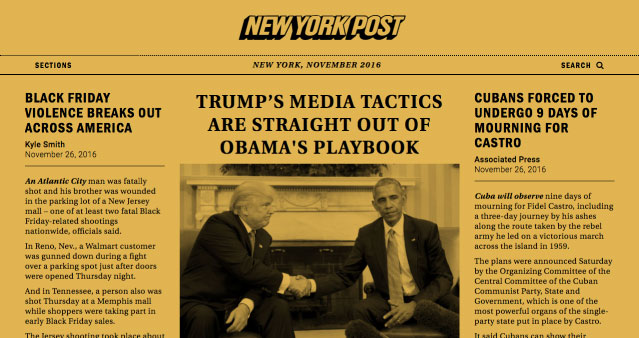 NEW YORK POST
SECTIONS
NEW YORK, NOVEMBER 2016
SEARCH
BLACK FRIDAY
VIOLENCE BREAKS OUT
ACROSS AMERICA
Kyle Smith
November 26, 2016
An Atlantic City man was fatally
shot and his brother was wounded
in the parking lot of a New Jersey
mall – one of at least two fatal Black
Friday-related shootings
nationwide, officials said.
In Reno, Nev., a Walmart customer
was gunned down during a fight
over a parking spot just after doors
were opened Thursday night.
And in Tennessee, a person also was
shot Thursday at a Memphis mall
while shoppers were taking part in
early Black Friday sales.
The Jersey shooting took place about
TRUMP’S MEDIA TACTICS
ARE STRAIGHT OUT OF
OBAMA'S PLAYBOOK
CUBANS FORCED TO
UNDERGO 9 DAYS OF
MOURNING FOR
CASTRO
Associated Press
November 26, 2016
Cuba will observe nine days of
mourning for Fidel Castro, including
a three-day journey by his ashes
along the route taken by the rebel
army he led on a victorious march
across the island in 1959.
The plans were announced Saturday
by the Organizing Committee of the
Central Committee of the Cuban
Communist Party, State and
Government, which is one of the
most powerful organs of the single-
party state put in place by Castro.
It said Cubans can show their